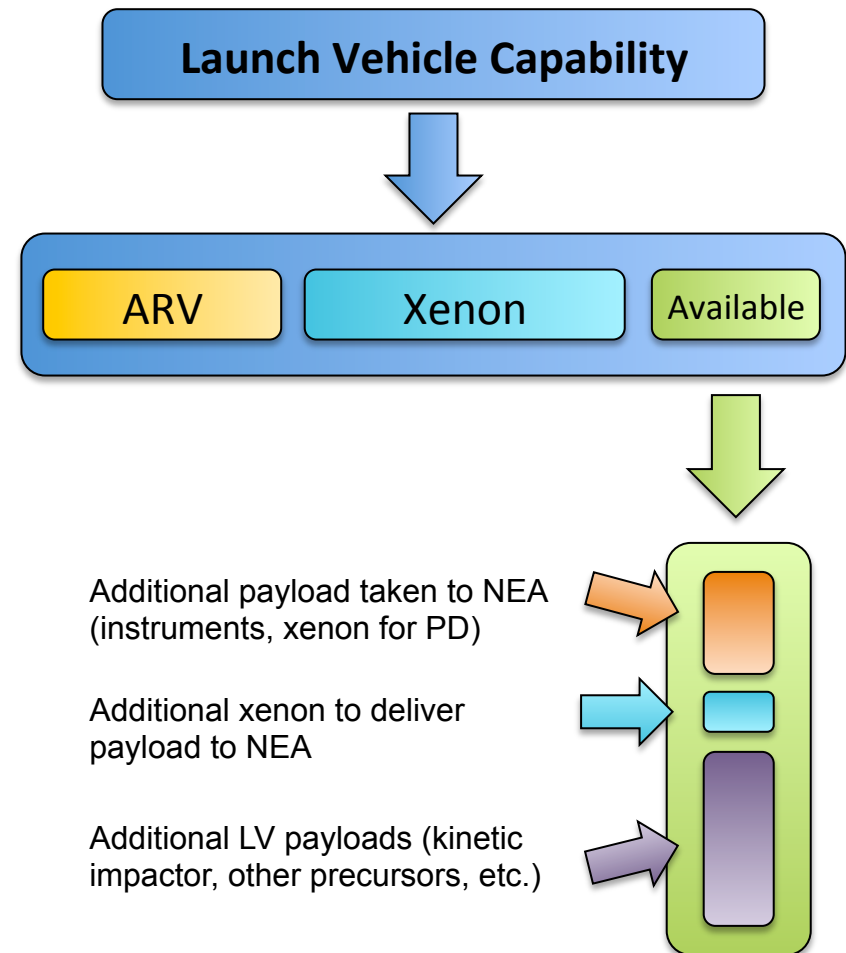 Launch Vehicle Capability
ARV
Xenon
Available
Additional payload taken to NEA
(instruments, xenon for PD)
Additional xenon to deliver
payload to NEA
Additional LV payloads (kinetic
impactor, other precursors, etc.)